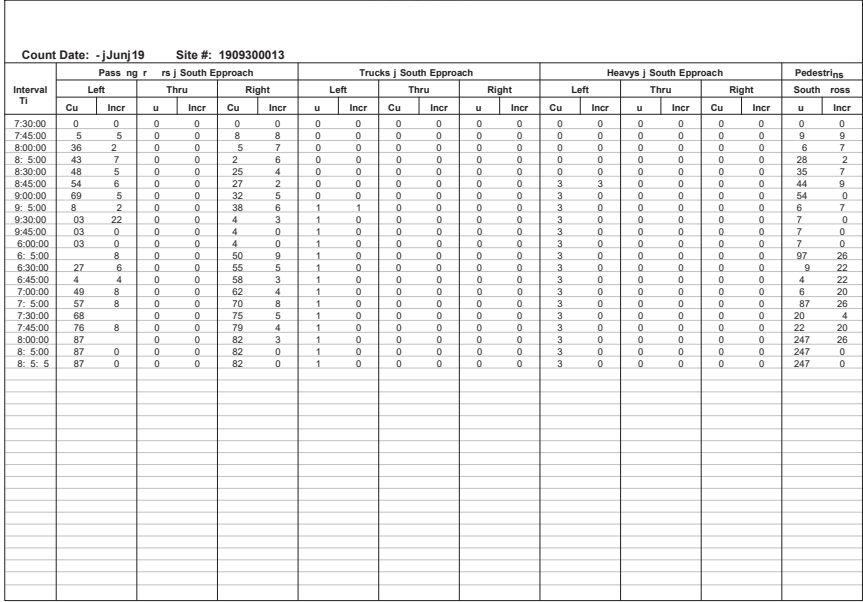 Count Date: - jJunj19 Site #: 1909300013
Pass ng r rs j South Epproach Trucks j South Epproach Heavys j South Epproach Pedestrins
Interval Left Thru Right Left Thru Right Left Thru Right South ross
Ti Cu Incr u Incr Cu Incr u Incr Cu Incr u Incr Cu Incr u Incr Cu Incr u Incr
7:30:00 0 0 0 0 0 0 0 0 0 0 0 0 0 0 0 0 0 0 0 0
7:45:00 5 5 0 0 8 8 0 0 0 0 0 0 0 0 0 0 0 0 9 9
8:00:00 36 2 0 0 5 7 0 0 0 0 0 0 0 0 0 0 0 0 6 7
8: 5:00 43 7 0 0 2 6 0 0 0 0 0 0 0 0 0 0 0 0 28 2
8:30:00 48 5 0 0 25 4 0 0 0 0 0 0 0 0 0 0 0 0 35 7
8:45:00 54 6 0 0 27 2 0 0 0 0 0 0 3 3 0 0 0 0 44 9
9:00:00 69 5 0 0 32 5 0 0 0 0 0 0 3 0 0 0 0 0 54 0
9: 5:00 8 2 0 0 38 6 1 1 0 0 0 0 3 0 0 0 0 0 6 7
9:30:00 03 22 0 0 4 3 1 0 0 0 0 0 3 0 0 0 0 0 7 0
9:45:00 03 0 0 0 4 0 1 0 0 0 0 0 3 0 0 0 0 0 7 0
6:00:00 03 0 0 0 4 0 1 0 0 0 0 0 3 0 0 0 0 0 7 0
6: 5:00 8 0 0 50 9 1 0 0 0 0 0 3 0 0 0 0 0 97 26
6:30:00 27 6 0 0 55 5 1 0 0 0 0 0 3 0 0 0 0 0 9 22
6:45:00 4 4 0 0 58 3 1 0 0 0 0 0 3 0 0 0 0 0 4 22
7:00:00 49 8 0 0 62 4 1 0 0 0 0 0 3 0 0 0 0 0 6 20
7: 5:00 57 8 0 0 70 8 1 0 0 0 0 0 3 0 0 0 0 0 87 26
7:30:00 68 0 0 75 5 1 0 0 0 0 0 3 0 0 0 0 0 20 4
7:45:00 76 8 0 0 79 4 1 0 0 0 0 0 3 0 0 0 0 0 22 20
8:00:00 87 0 0 82 3 1 0 0 0 0 0 3 0 0 0 0 0 247 26
8: 5:00 87 0 0 0 82 0 1 0 0 0 0 0 3 0 0 0 0 0 247 0
8: 5: 5 87 0 0 0 82 0 1 0 0 0 0 0 3 0 0 0 0 0 247 0